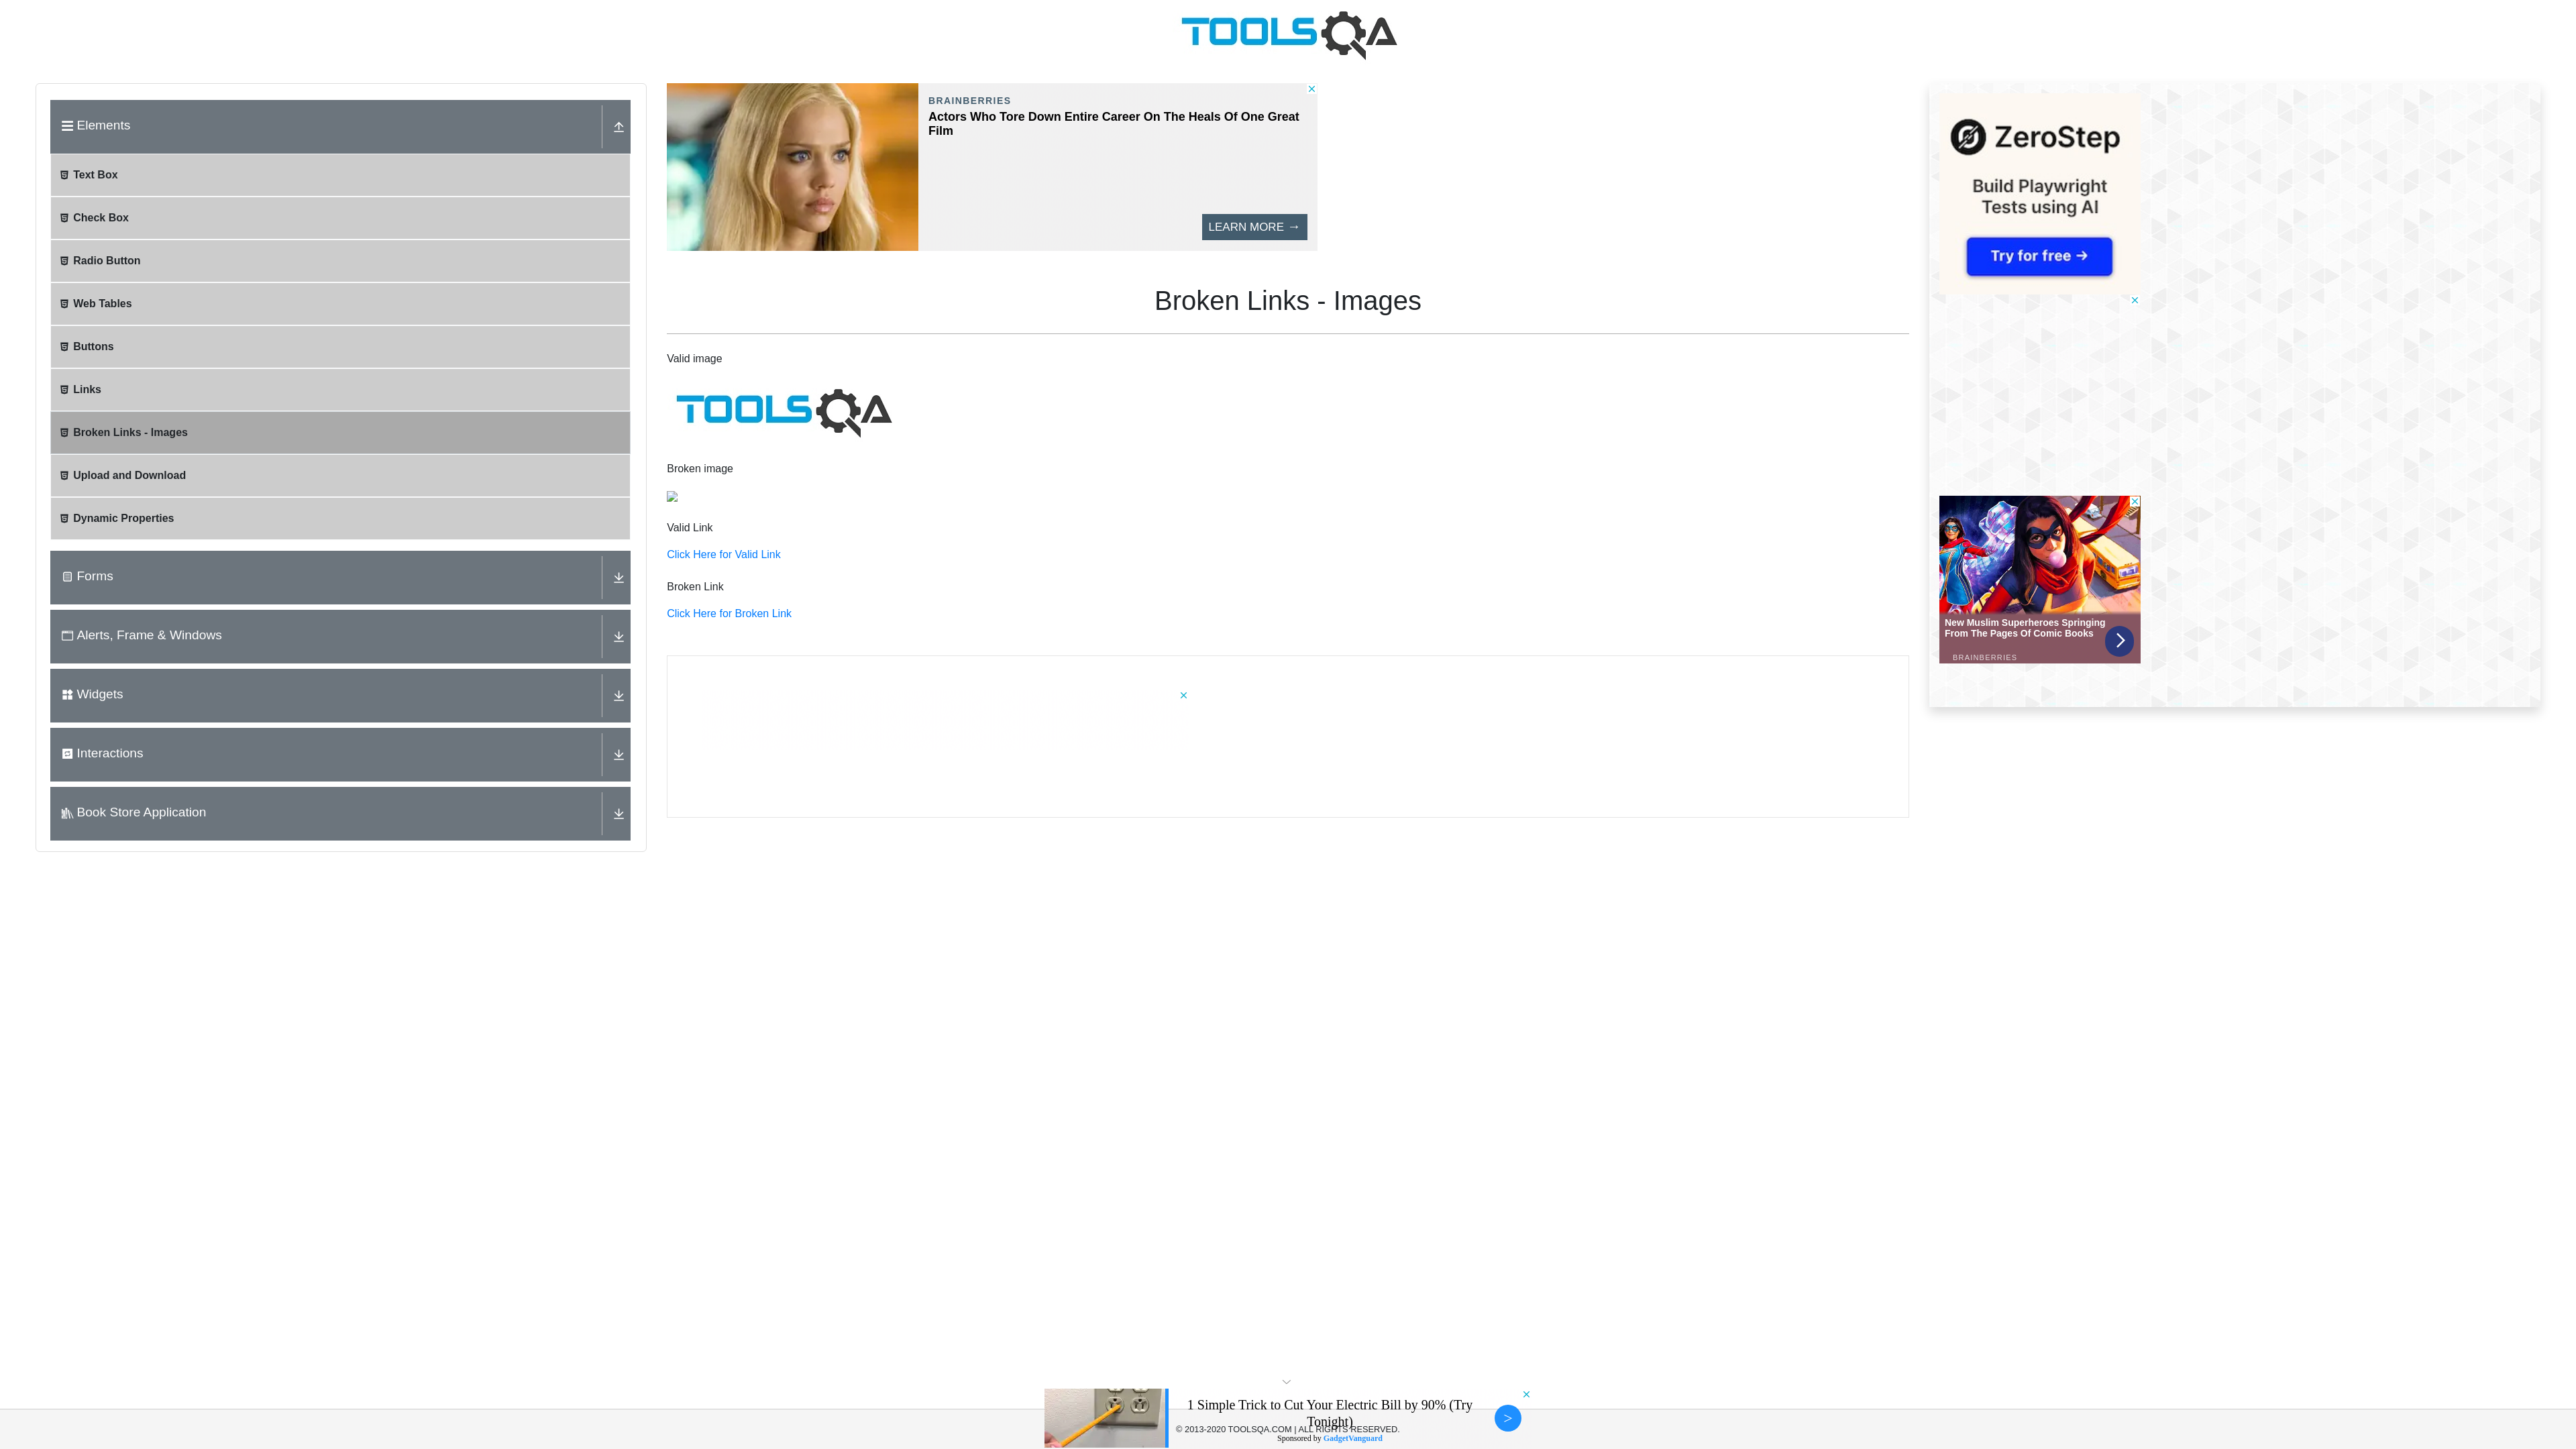 TOOLSQA
Elements
Text Box
Check Box
Radio Button
Web Tables
Buttons
Links
Broken Links - Images
Upload and Download
Dynamic Properties
Forms
Alerts, Frame & Windows
Widgets
Interactions
Book Store Application
BRAINBERRIES
Actors Who Tore Down Entire Career On The Heals Of One Great
Film
LEARN MORE →
Broken Links - Images
Valid image
TOOLSQA
Broken image
Valid Link
Click Here for Valid Link
Broken Link
Click Here for Broken Link
ZeroStep
Build Playwright
Tests using AI
Try for free →
New Muslim Superheroes Springing
From The Pages Of Comic Books
BRAINBERRIES
1 Simple Trick to Cut Your Electric Bill by 90% (Try
Tonight)
© 2013-2020 TOOLSQA.COM | ALL RIGHTS RESERVED.
Sponsored by GadgetVanguard